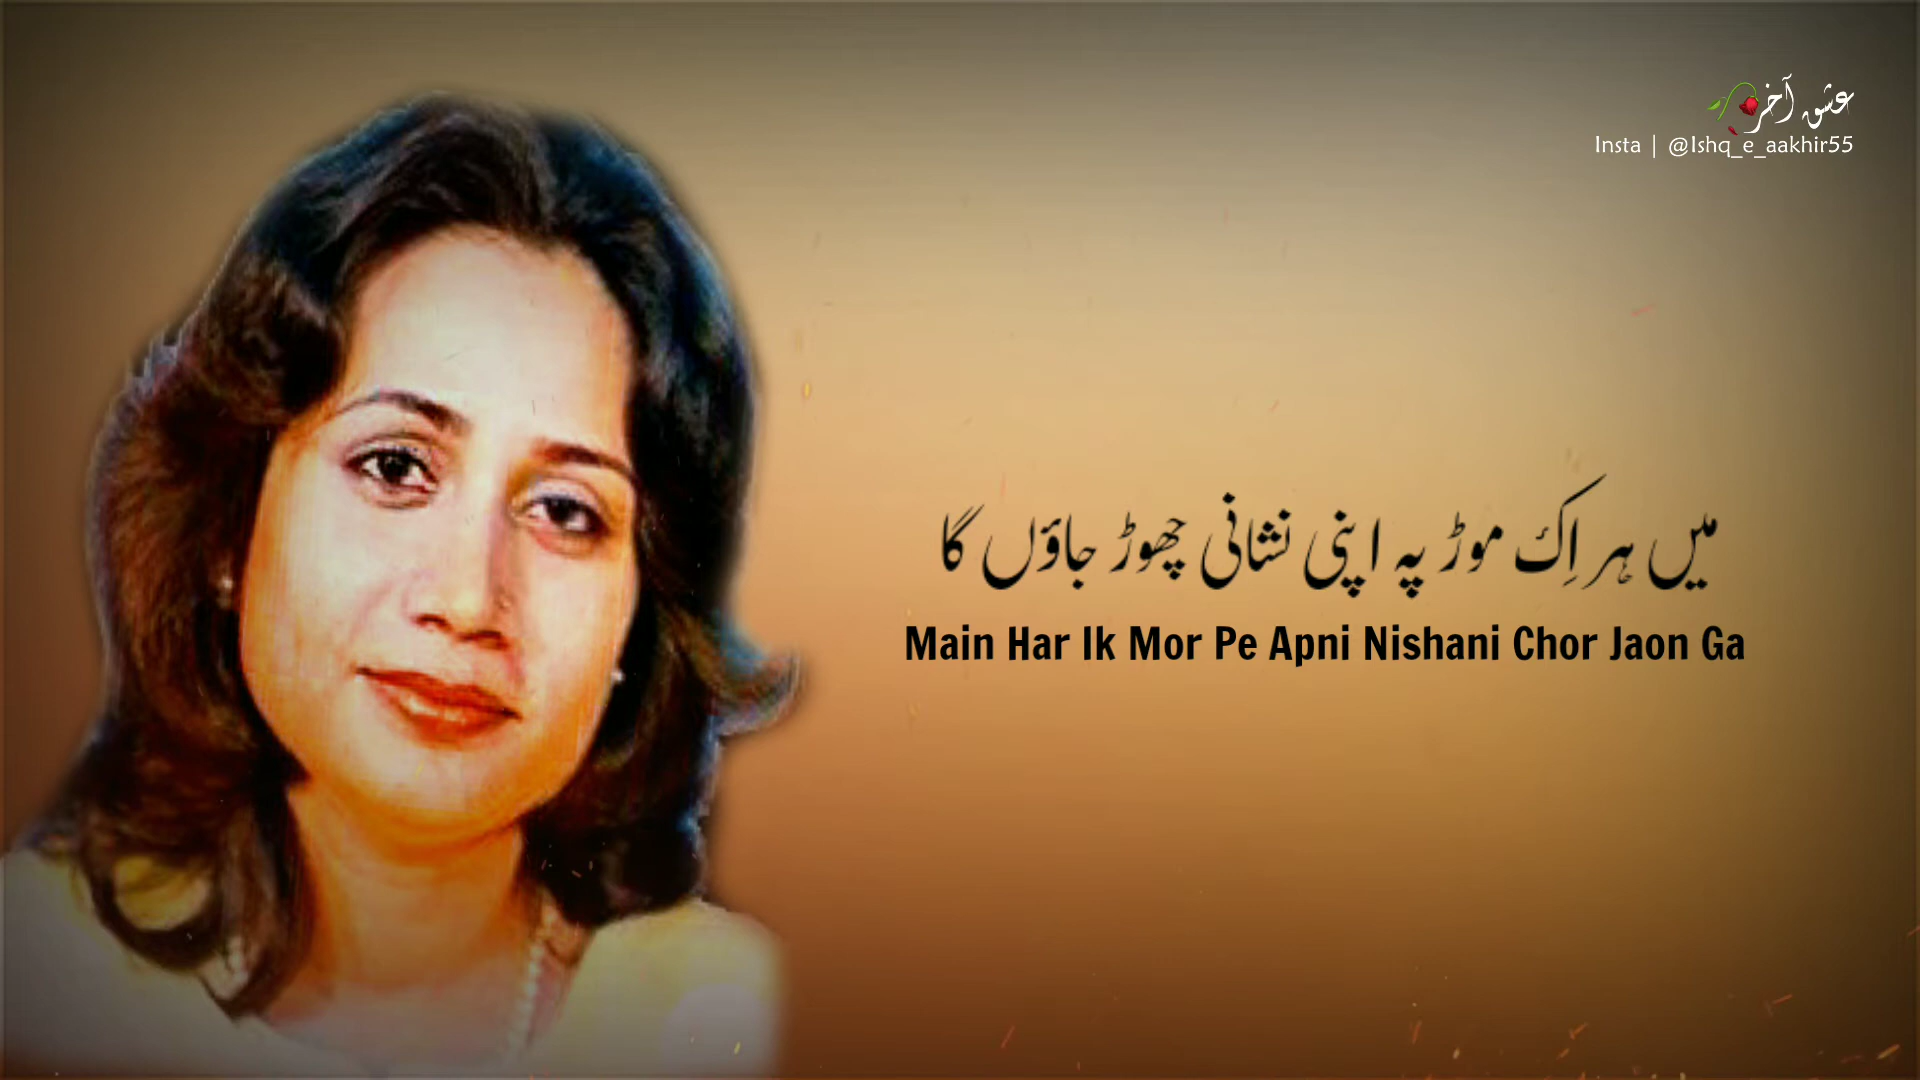 عشق آخر
Insta | @Ishq_e_aakhir55
میں ہر اِک موڑ پہ اپنی نشانی چھوڑ جاؤں گا
Main Har Ik Mor Pe Apni Nishani Chor Jaon Ga